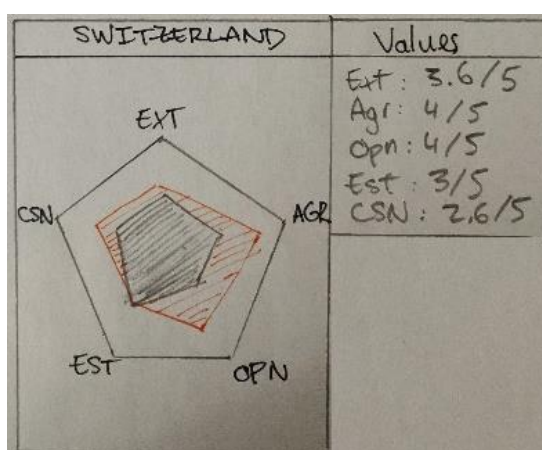 SWITZERLAND
Values
Ext: 3.6/5
Agr: 4/5
Opn: 4/5
Est: 3/5
CSN: 2.6/5
EXT
CSN
AGR
EST
OPN